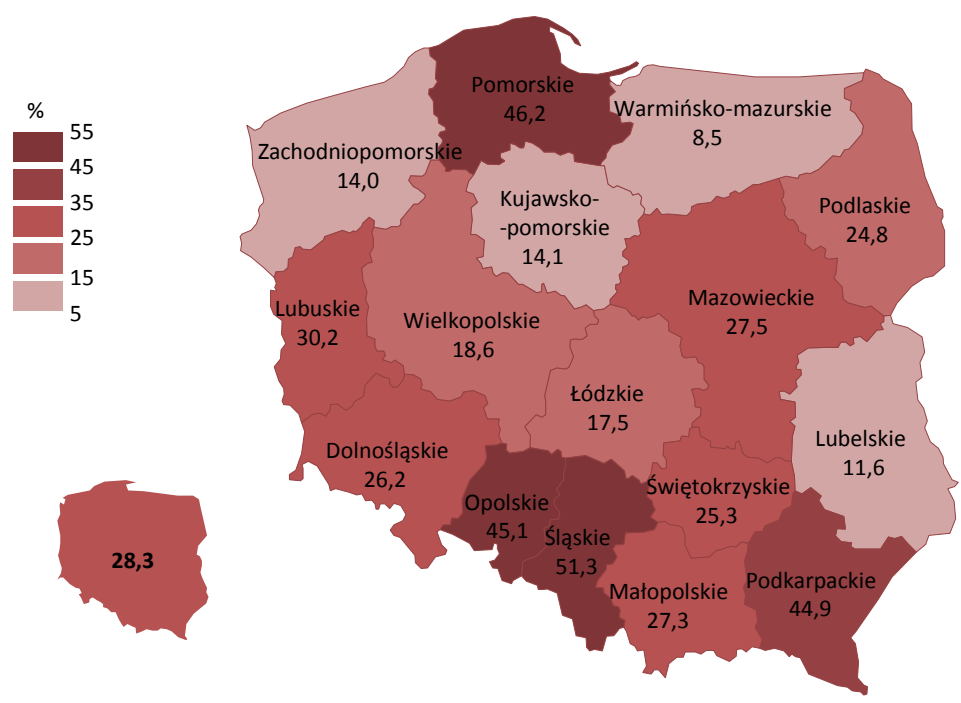 %
55
45
35
25
15
5
Pomorskie
46,2
Warmińsko-mazurskie
8,5
Zachodniopomorskie
14,0
Kujawsko-
-pomorskie
14,1
Podlaskie
24,8
Mazowieckie
27,5
Lubuskie
30,2
Wielkopolskie
18,6
Łódzkie
17,5
Lubelskie
11,6
Dolnośląskie
26,2
Opolskie
45,1
Śląskie
51,3
Świętokrzyskie
25,3
Małopolskie
27,3
Podkarpackie
44,9
28,3